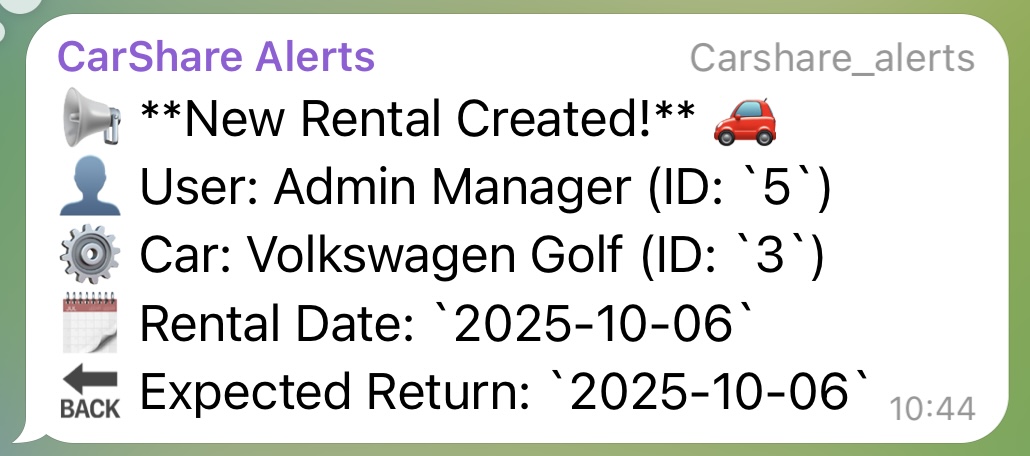 CarShare Alerts Carshare_alerts
📢 **New Rental Created!** 🚗
👤 User: Admin Manager (ID: `5`)
⚙️ Car: Volkswagen Golf (ID: `3`)
📅 Rental Date: `2025-10-06`
🔙 Expected Return: `2025-10-06` 10:44